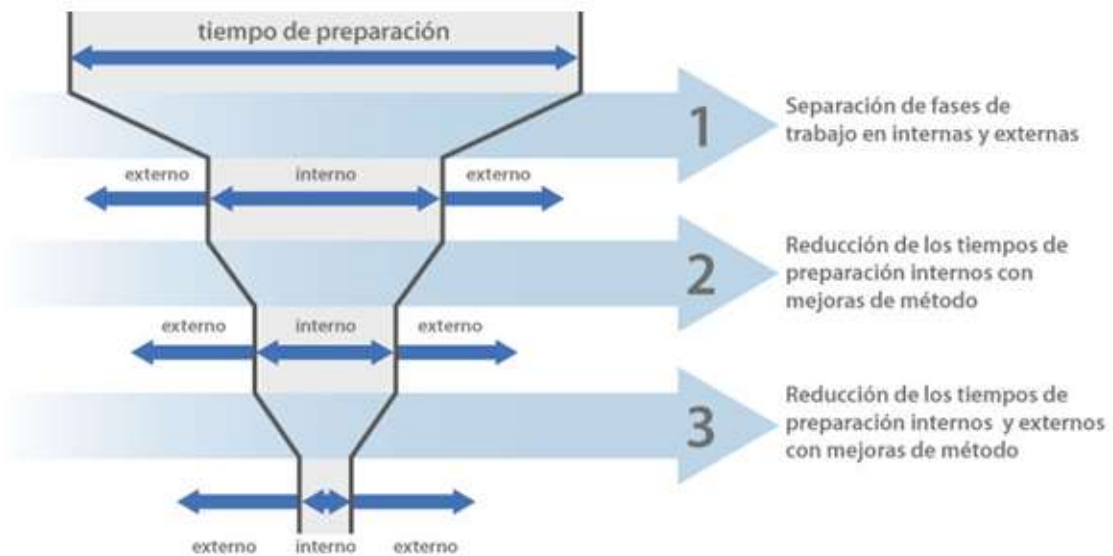 tiempo de preparación
1
Separación de fases de
trabajo en internas y externas
externo
interno
externo
2
Reducción de los tiempos de
preparación internos con
mejoras de método
externo
interno
externo
3
Reducción de los tiempos de
preparación internos y externos
con mejoras de método
externo
interno
externo